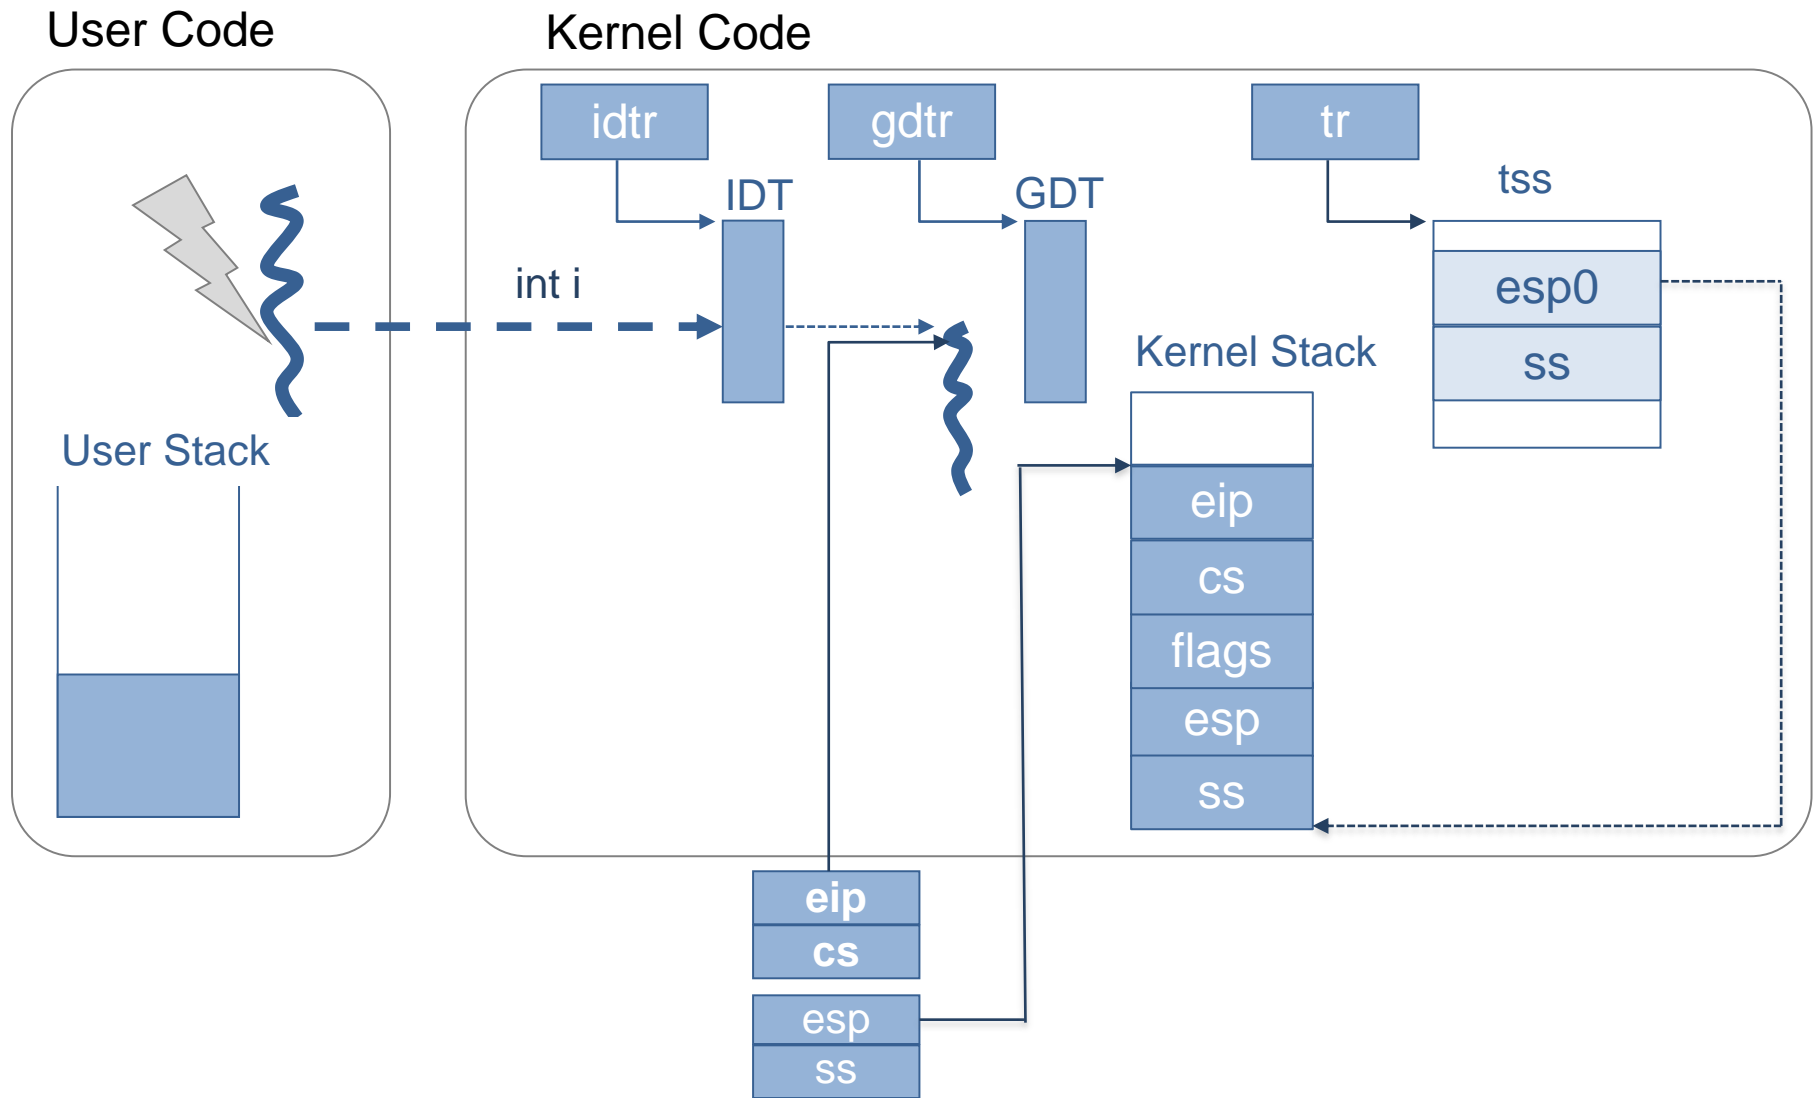 User Code
Kernel Code
idtr
gdtr
tr
IDT
GDT
tss
int i
esp0
ss
Kernel Stack
User Stack
eip
cs
flags
esp
ss
eip
cs
esp
ss